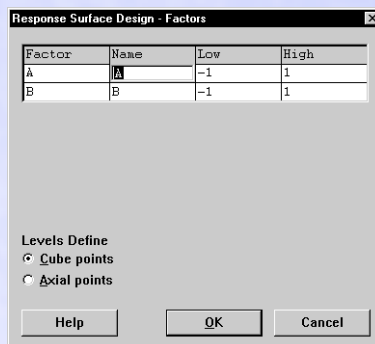 Response Surface Design - Factors
Factor Name Low High
A A -1 1
B B -1 1
Levels Define
Cube points
Axial points
Help OK Cancel